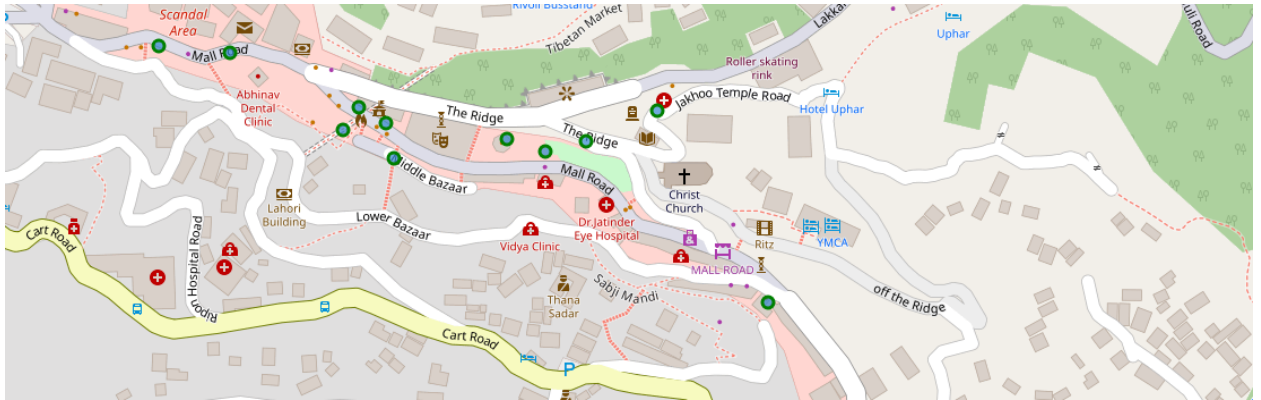 Rivoli Busstand
Scandal
Area
Tibetan Market
Lakka
uli Road
Uphar
Mall Road
Roller skating
rink
Abhinav
Dental
Clinic
The Ridge
Jakhoo Temple Road
Hotel Uphar
The Ridge
Middle Bazaar
Mall Road
Christ
Church
Lahori
Building
Lower Bazaar
Dr.Jatinder
Eye Hospital
Vidya Clinic
Ritz
YMCA
Cart Road
Ripon Hospital Road
MALL ROAD
Sabji Mandi
off the Ridge
Thana
Sadar
Cart Road
P